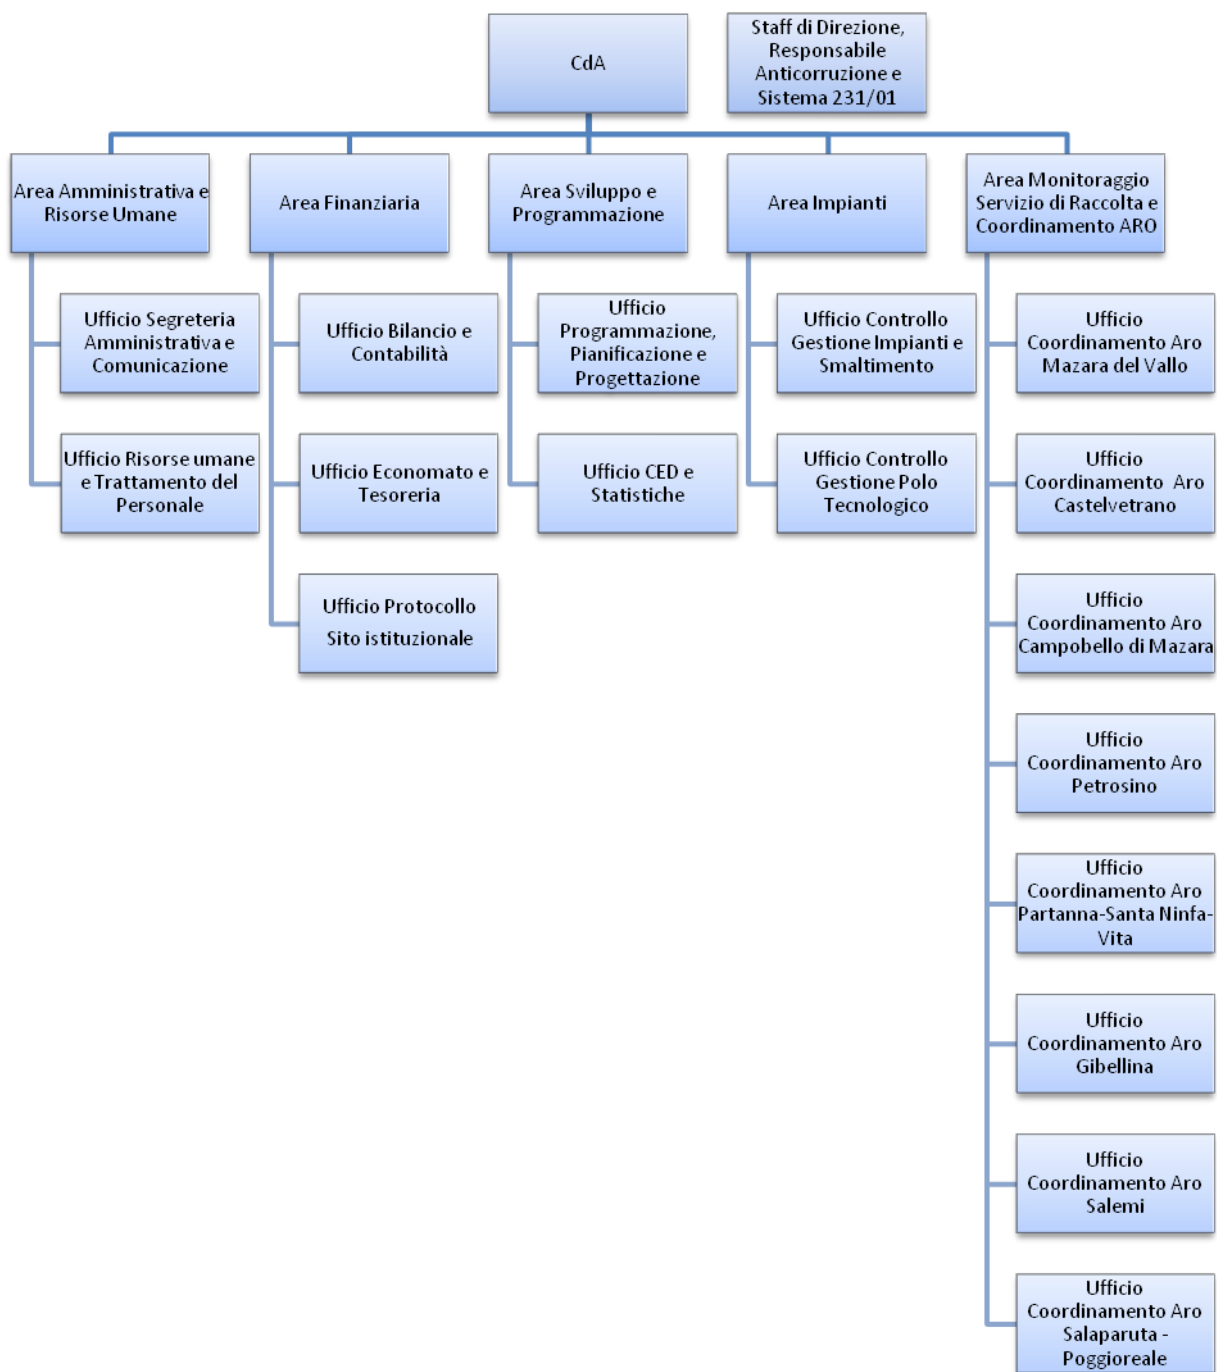 CdA
Staff di Direzione,
Responsabile
Anticorruzione e
Sistema 231/01
Area Amministrativa e
Risorse Umane
Area Finanziaria
Area Sviluppo e
Programmazione
Area Impianti
Area Monitoraggio
Servizio di Raccolta e
Coordinamento ARO
Ufficio Segreteria
Amministrativa e
Comunicazione
Ufficio Risorse umane
e Trattamento del
Personale
Ufficio Bilancio e
Contabilità
Ufficio Economato e
Tesoreria
Ufficio Protocollo
Sito istituzionale
Ufficio
Programmazione,
Pianificazione e
Progettazione
Ufficio CED e
Statistiche
Ufficio Controllo
Gestione Impianti e
Smaltimento
Ufficio Controllo
Gestione Polo
Tecnologico
Ufficio
Coordinamento Aro
Mazara del Vallo
Ufficio
Coordinamento Aro
Castelvetrano
Ufficio
Coordinamento Aro
Campobello di Mazara
Ufficio
Coordinamento Aro
Petrosino
Ufficio
Coordinamento Aro
Partanna-Santa Ninfa-
Vita
Ufficio
Coordinamento Aro
Gibellina
Ufficio
Coordinamento Aro
Salemi
Ufficio
Coordinamento Aro
Salaparuta -
Poggioreale